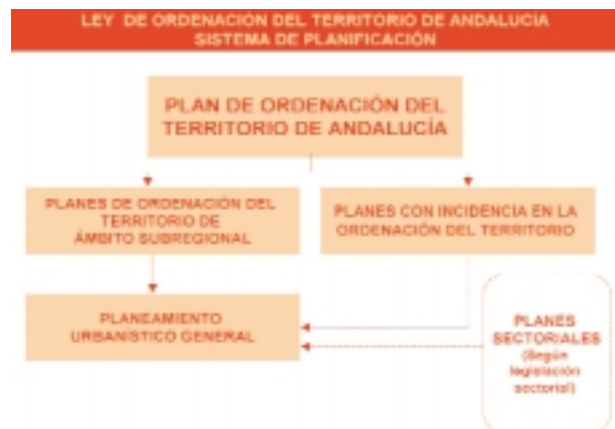 LEY DE ORDENACIÓN DEL TERRITORIO DE ANDALUCÍA
SISTEMA DE PLANIFICACIÓN
PLAN DE ORDENACIÓN DEL
TERRITORIO DE ANDALUCÍA
PLANES DE ORDENACIÓN DEL
TERRITORIO DE
ÁMBITO SUBREGIONAL
PLANES CON INCIDENCIA EN LA
ORDENACIÓN DEL TERRITORIO
PLANEAMIENTO
URBANÍSTICO GENERAL
PLANES
SECTORIALES
(Según
legislación
sectorial)